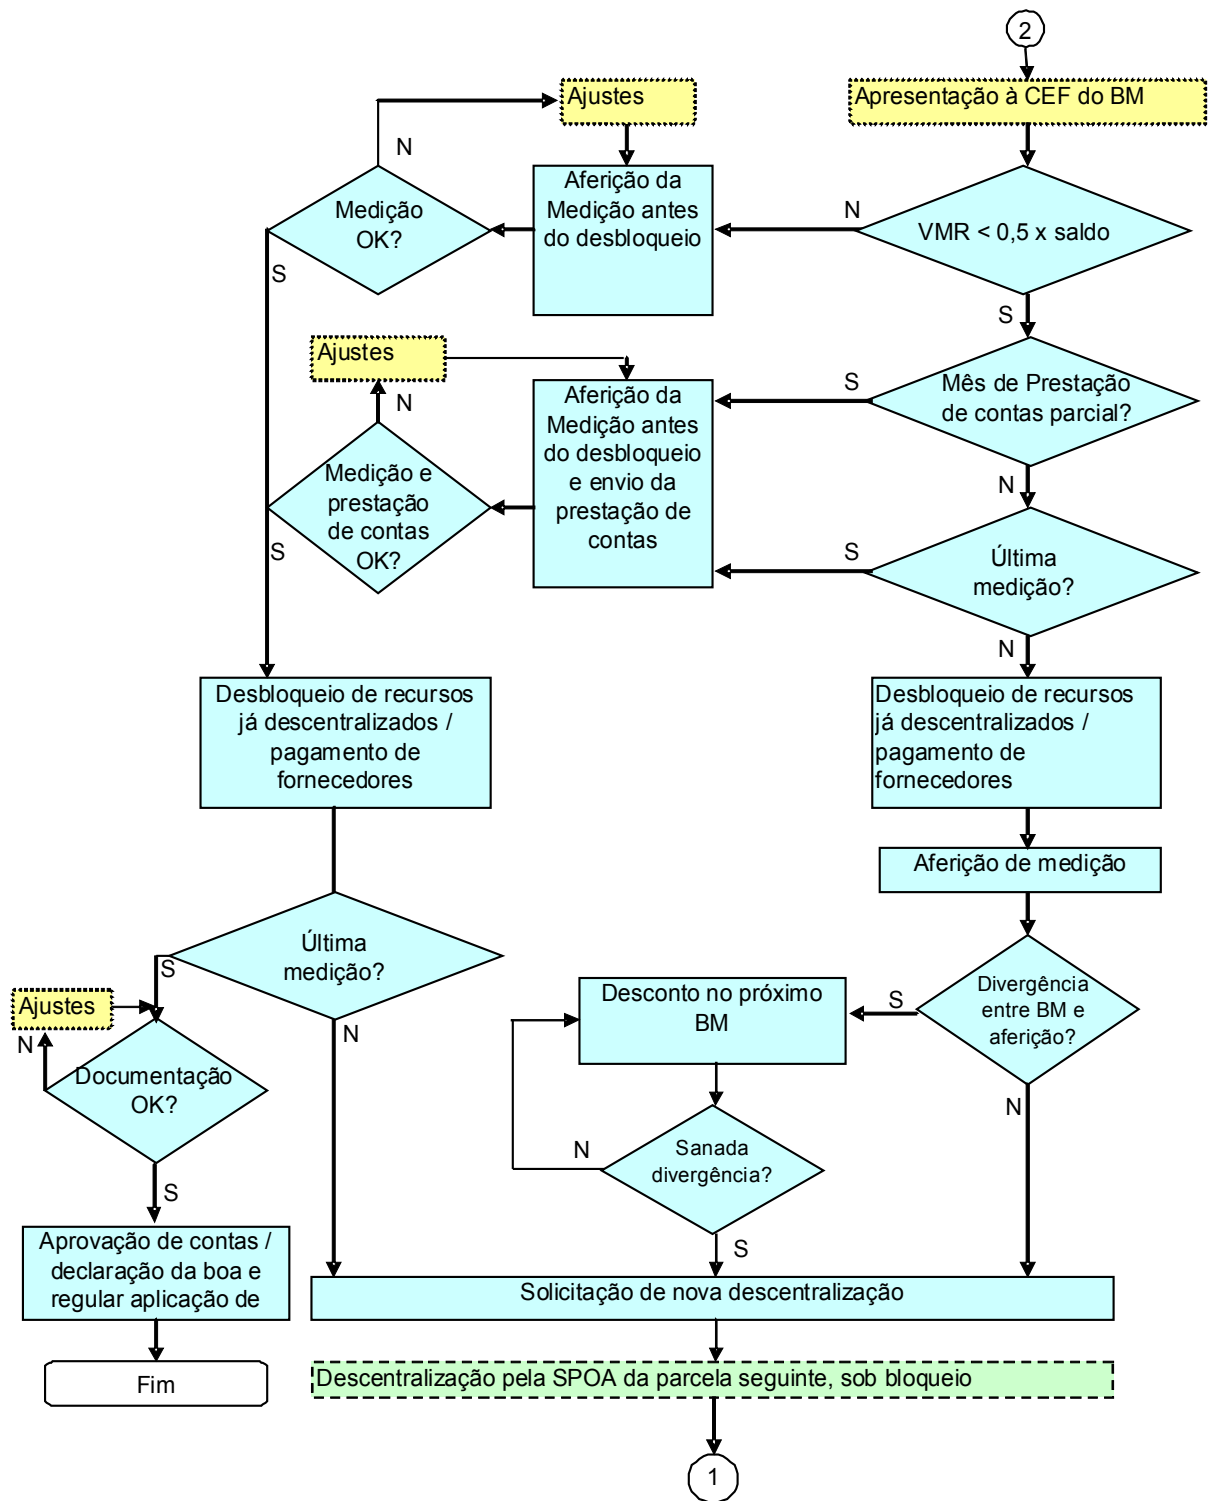 2
Ajustes
Apresentação à CEF do BM
N
Medição
OK?
Aferição da
Medição antes
do desbloqueio
N
VMR < 0,5 x saldo
S
S
Ajustes
N
Medição e
prestação
de contas
OK?
S
Aferição da
Medição antes
do desbloqueio
e envio da
prestação de
contas
S
Mês de Prestação
de contas parcial?
N
S
Última
medição?
N
Desbloqueio de recursos
já descentralizados /
pagamento de
fornecedores
Desbloqueio de recursos
já descentralizados /
pagamento de
fornecedores
Aferição de medição
Última
medição?
S
N
Ajustes
N
Documentação
OK?
S
Desconto no próximo
BM
S
Divergência
entre BM e
aferição?
N
N
Sanada
divergência?
S
Aprovação de contas /
declaração da boa e
regular aplicação de
Solicitação de nova descentralização
Fim
Descentralização pela SPOA da parcela seguinte, sob bloqueio
1